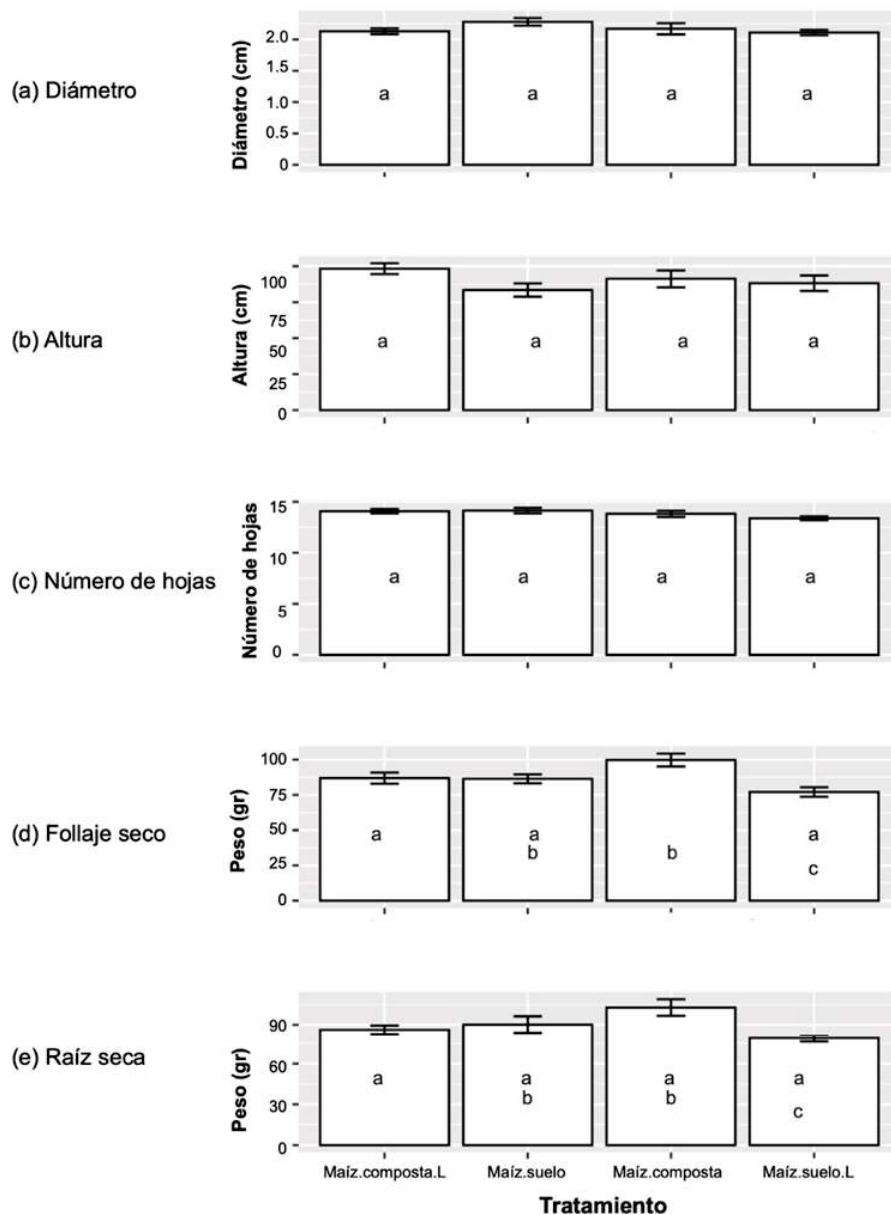 (a) Diámetro
Diámetro (cm)
2.0
1.5
1.0
0.5
0
a a a a
(b) Altura
Altura (cm)
100
50
25
0
a a a a
(c) Número de hojas
Número de hojas
15
10
5
0
a a a a
(d) Follaje seco
Peso (gr)
100
75
50
25
0
a a a
b b
c
(e) Raíz seca
Peso (gr)
90
60
30
0
a a a a
b b
c
Maíz.composta.L Maíz.suelo Maíz.composta Maíz.suelo.L
Tratamiento